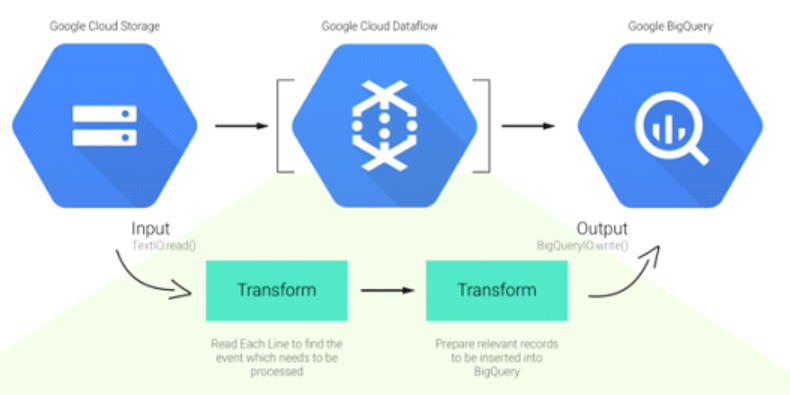 Google Cloud Storage
Google Cloud Dataflow
Google BigQuery
Input
TextIO.read()
Output
BigQueryIO.write()
Transform
Transform
Read Each Line to find the
event which needs to be
processed
Prepare relevant records
to be inserted into
BigQuery